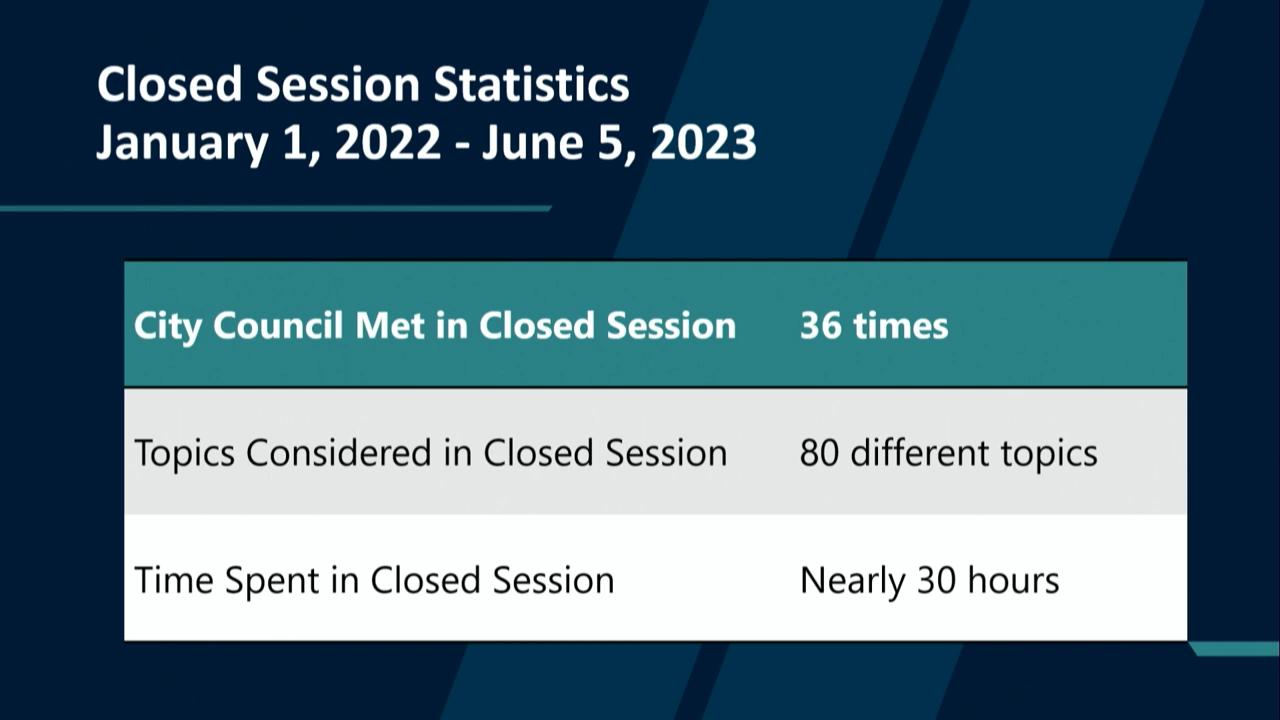 Closed Session Statistics
January 1, 2022 - June 5, 2023
City Council Met in Closed Session 36 times
Topics Considered in Closed Session 80 different topics
Time Spent in Closed Session Nearly 30 hours